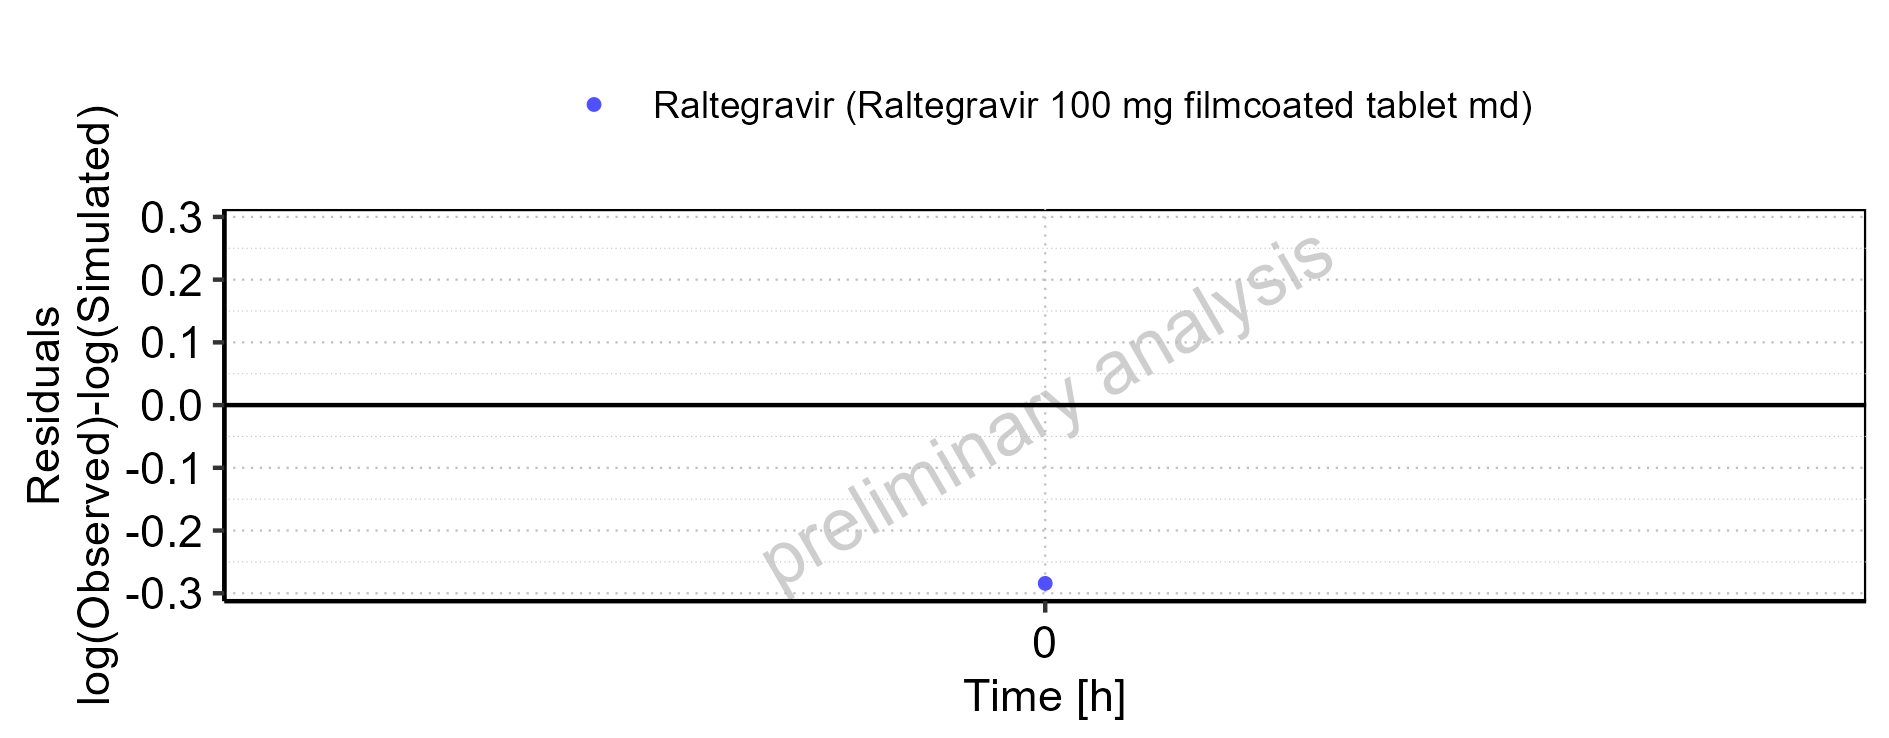 Raltegravir (Raltegravir 100 mg filmcoated tablet md)
Residuals
log(Observed)-log(Simulated)
0.3
0.2
0.1
0.0
-0.1
-0.2
-0.3
preliminary analysis
0
Time [h]